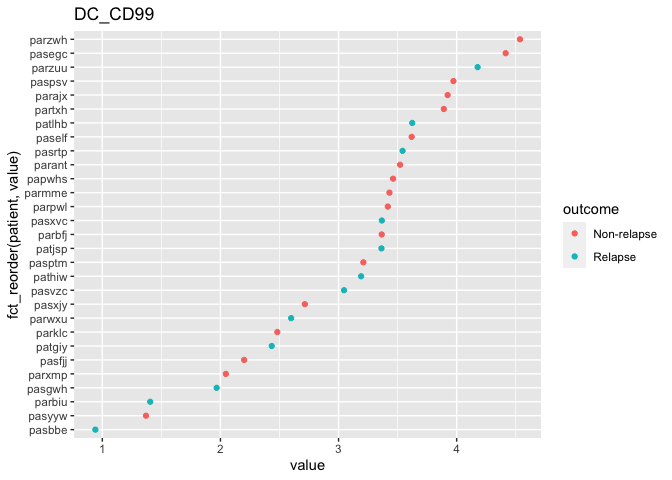 DC_CD99
fct_reorder(patient, value)
parzwh
pasegc
parzuu
paspsv
parajx
partxh
patlhb
paself
pasrtp
parant
papwhs
parmme
parpwl
pasxvc
parbfj
patjsp
pasptm
pathiw
pasvzc
pasxjy
parwxu
parklc
patgiy
pasfjj
parxmp
pasgwh
parbiu
pasyyw
pasbbe
1 2 3 4
value
outcome
Non-relapse
Relapse